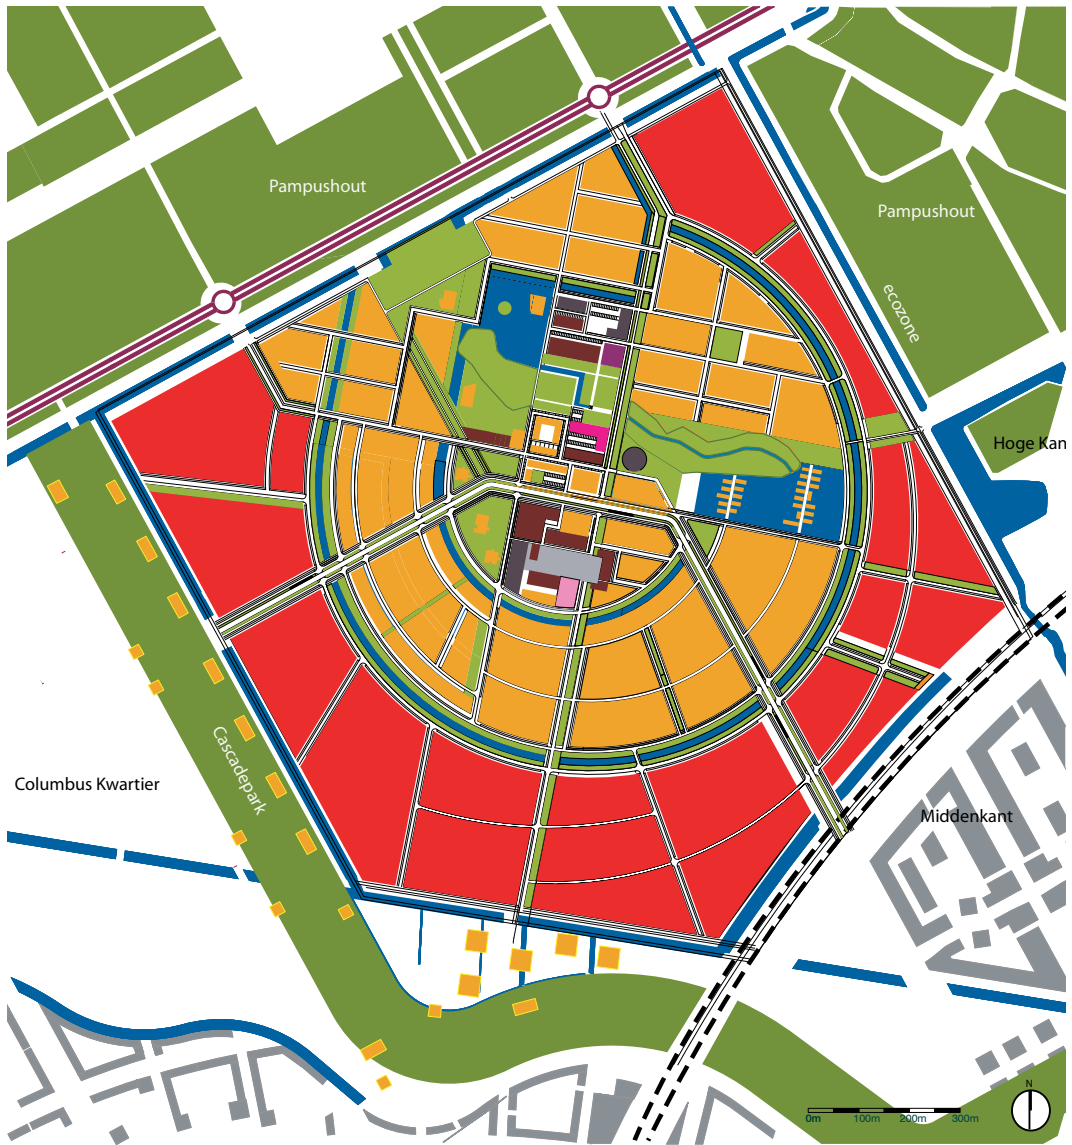 Pampushout
Pampushout
ecozone
Hoge Kan
Cascadepark
Columbus Kwartier
Middenkant
N
0m 100m 200m 300m